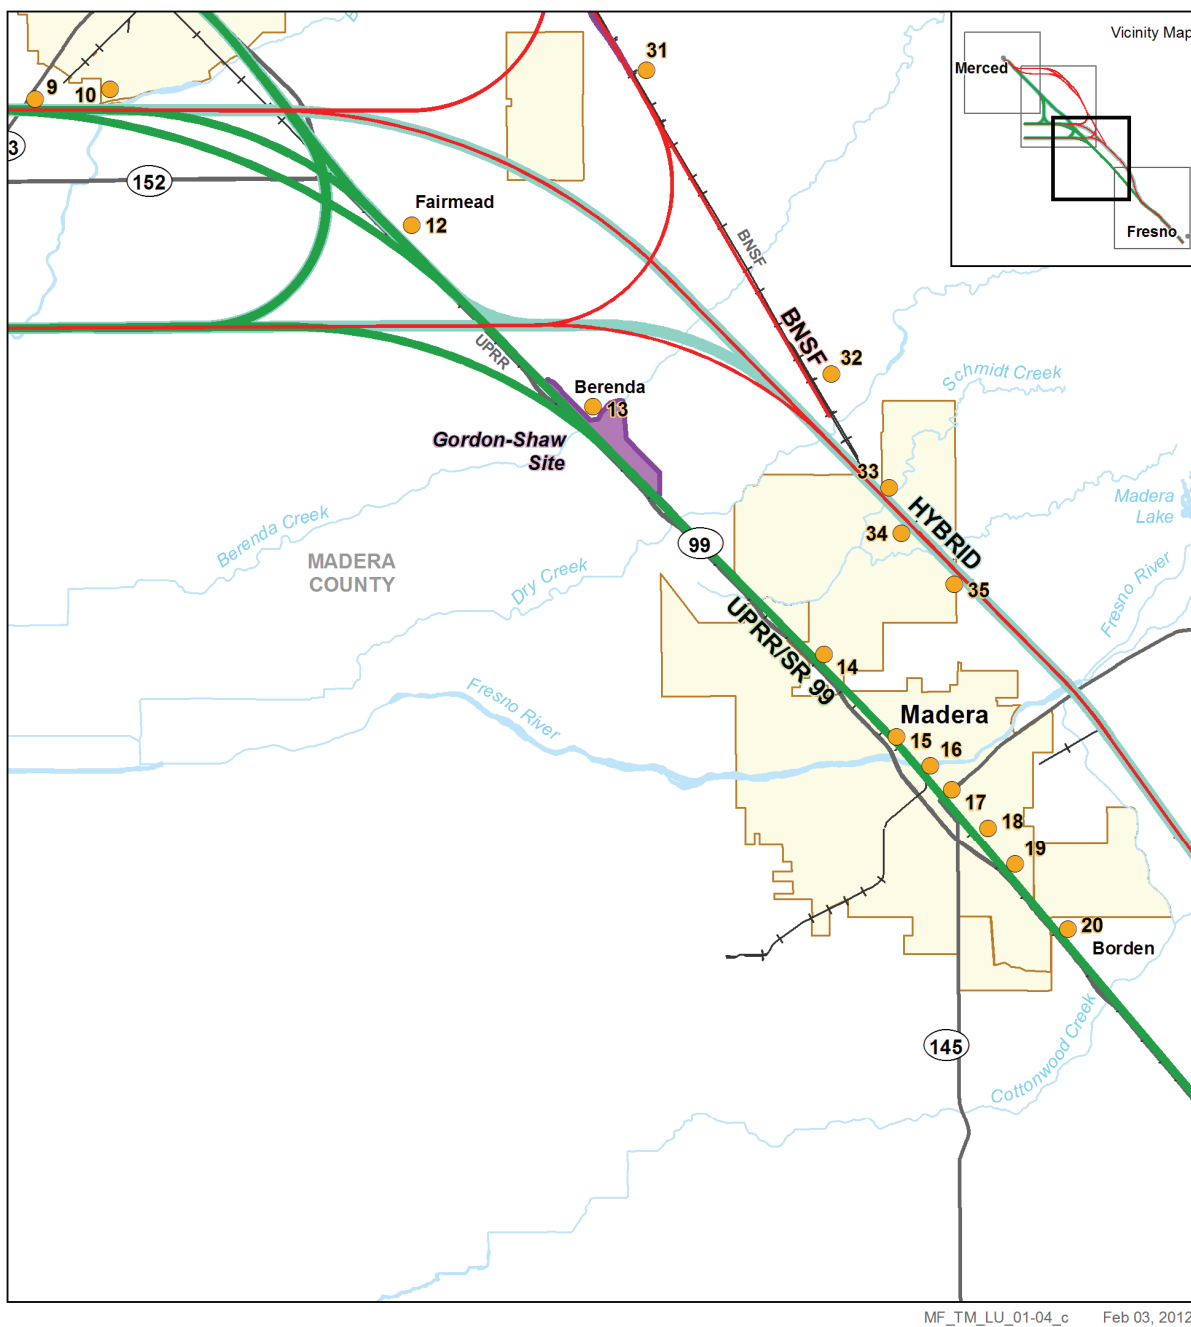 Vicinity Map
Merced
Fresno
31
9
10
3
152
Fairmead
12
BNSF
BNSF
32
UPRR
Berenda
13
Gordon-Shaw
Site
Schmidt Creek
33
34
HYBRID
35
Madera
Lake
Berenda Creek
MADERA
COUNTY
Dry Creek
99
Fresno River
UPRR/SR 99
14
Fresno River
Madera
15
16
17
18
19
20
Borden
145
Cottonwood Creek
MF_TM_LU_01-04_c Feb 03, 2012